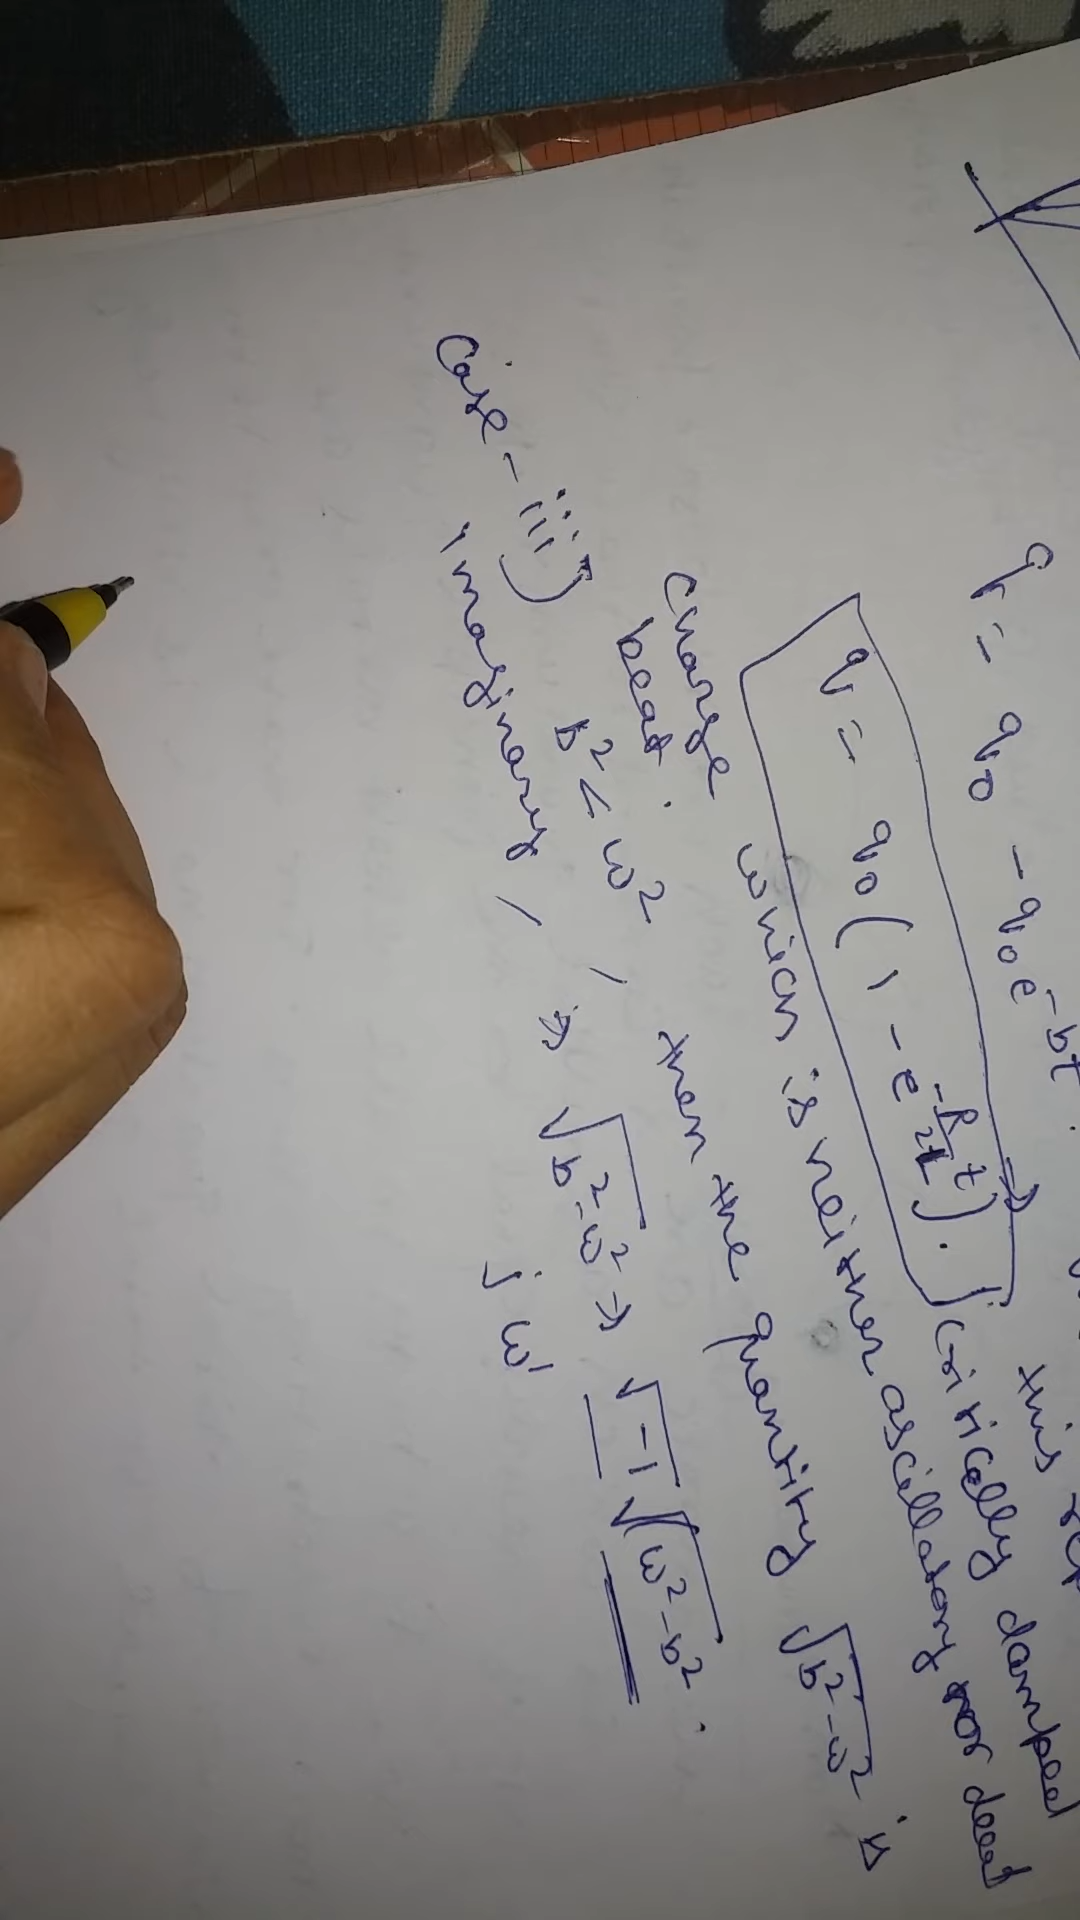 q = q₀ - q₀e^-bt .
q = q₀ ( 1 - e^-R/2L t ) . } this
critically damped
charge which is neither oscillatory nor dead
beat .
Case - iii) b² < ω² , then the quantity √b²-ω² is
imaginary , is √b²-ω² → √-1 √(ω²-b² .
j ω'